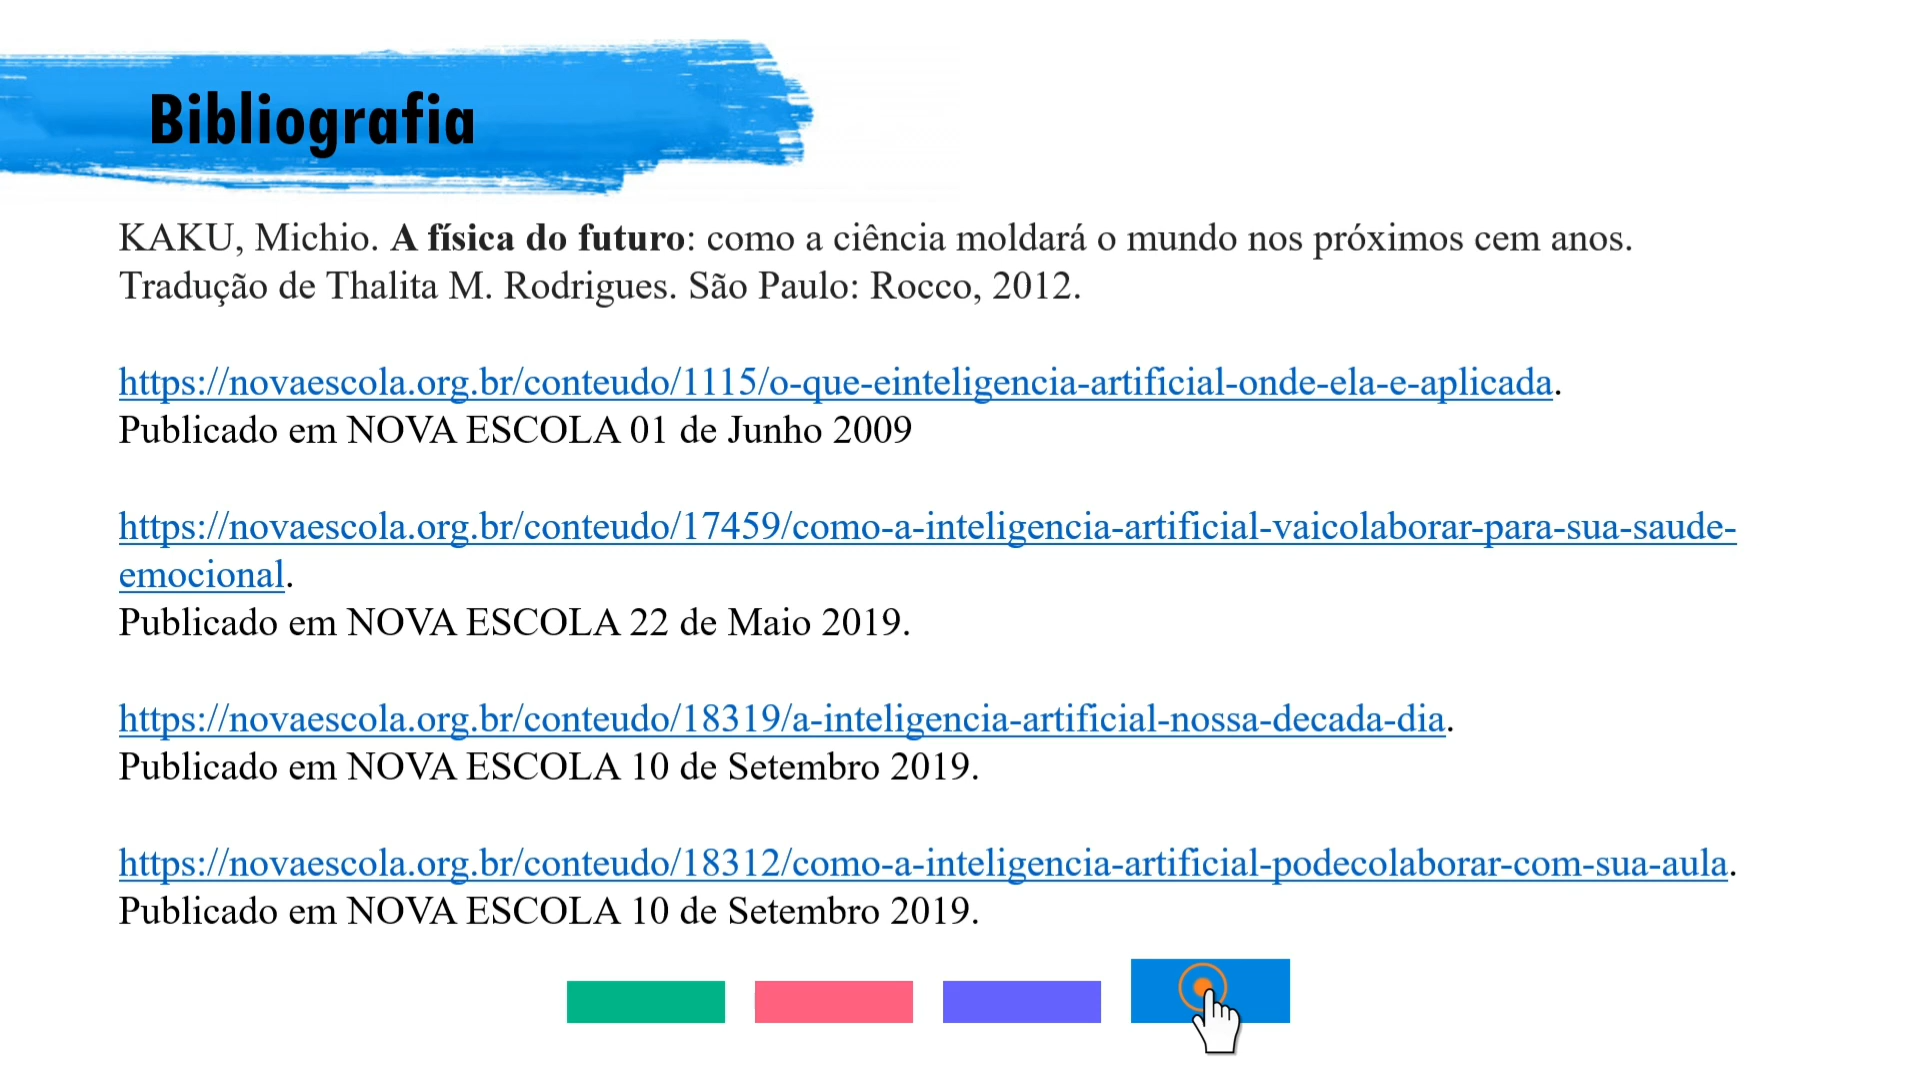 Bibliografia
KAKU, Michio. A física do futuro: como a ciência moldará o mundo nos próximos cem anos.
Tradução de Thalita M. Rodrigues. São Paulo: Rocco, 2012.
https://novaescola.org.br/conteudo/1115/o-que-einteligencia-artificial-onde-ela-e-aplicada.
Publicado em NOVA ESCOLA 01 de Junho 2009
https://novaescola.org.br/conteudo/17459/como-a-inteligencia-artificial-vaicolaborar-para-sua-saude-
emocional.
Publicado em NOVA ESCOLA 22 de Maio 2019.
https://novaescola.org.br/conteudo/18319/a-inteligencia-artificial-nossa-decada-dia.
Publicado em NOVA ESCOLA 10 de Setembro 2019.
https://novaescola.org.br/conteudo/18312/como-a-inteligencia-artificial-podecolaborar-com-sua-aula.
Publicado em NOVA ESCOLA 10 de Setembro 2019.